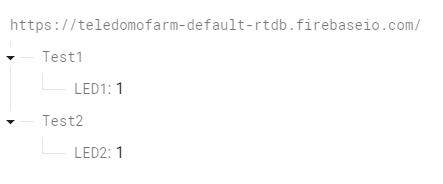 https://teledomofarm-default-rtdb.firebaseio.com/
Test1
LED1: 1
Test2
LED2: 1